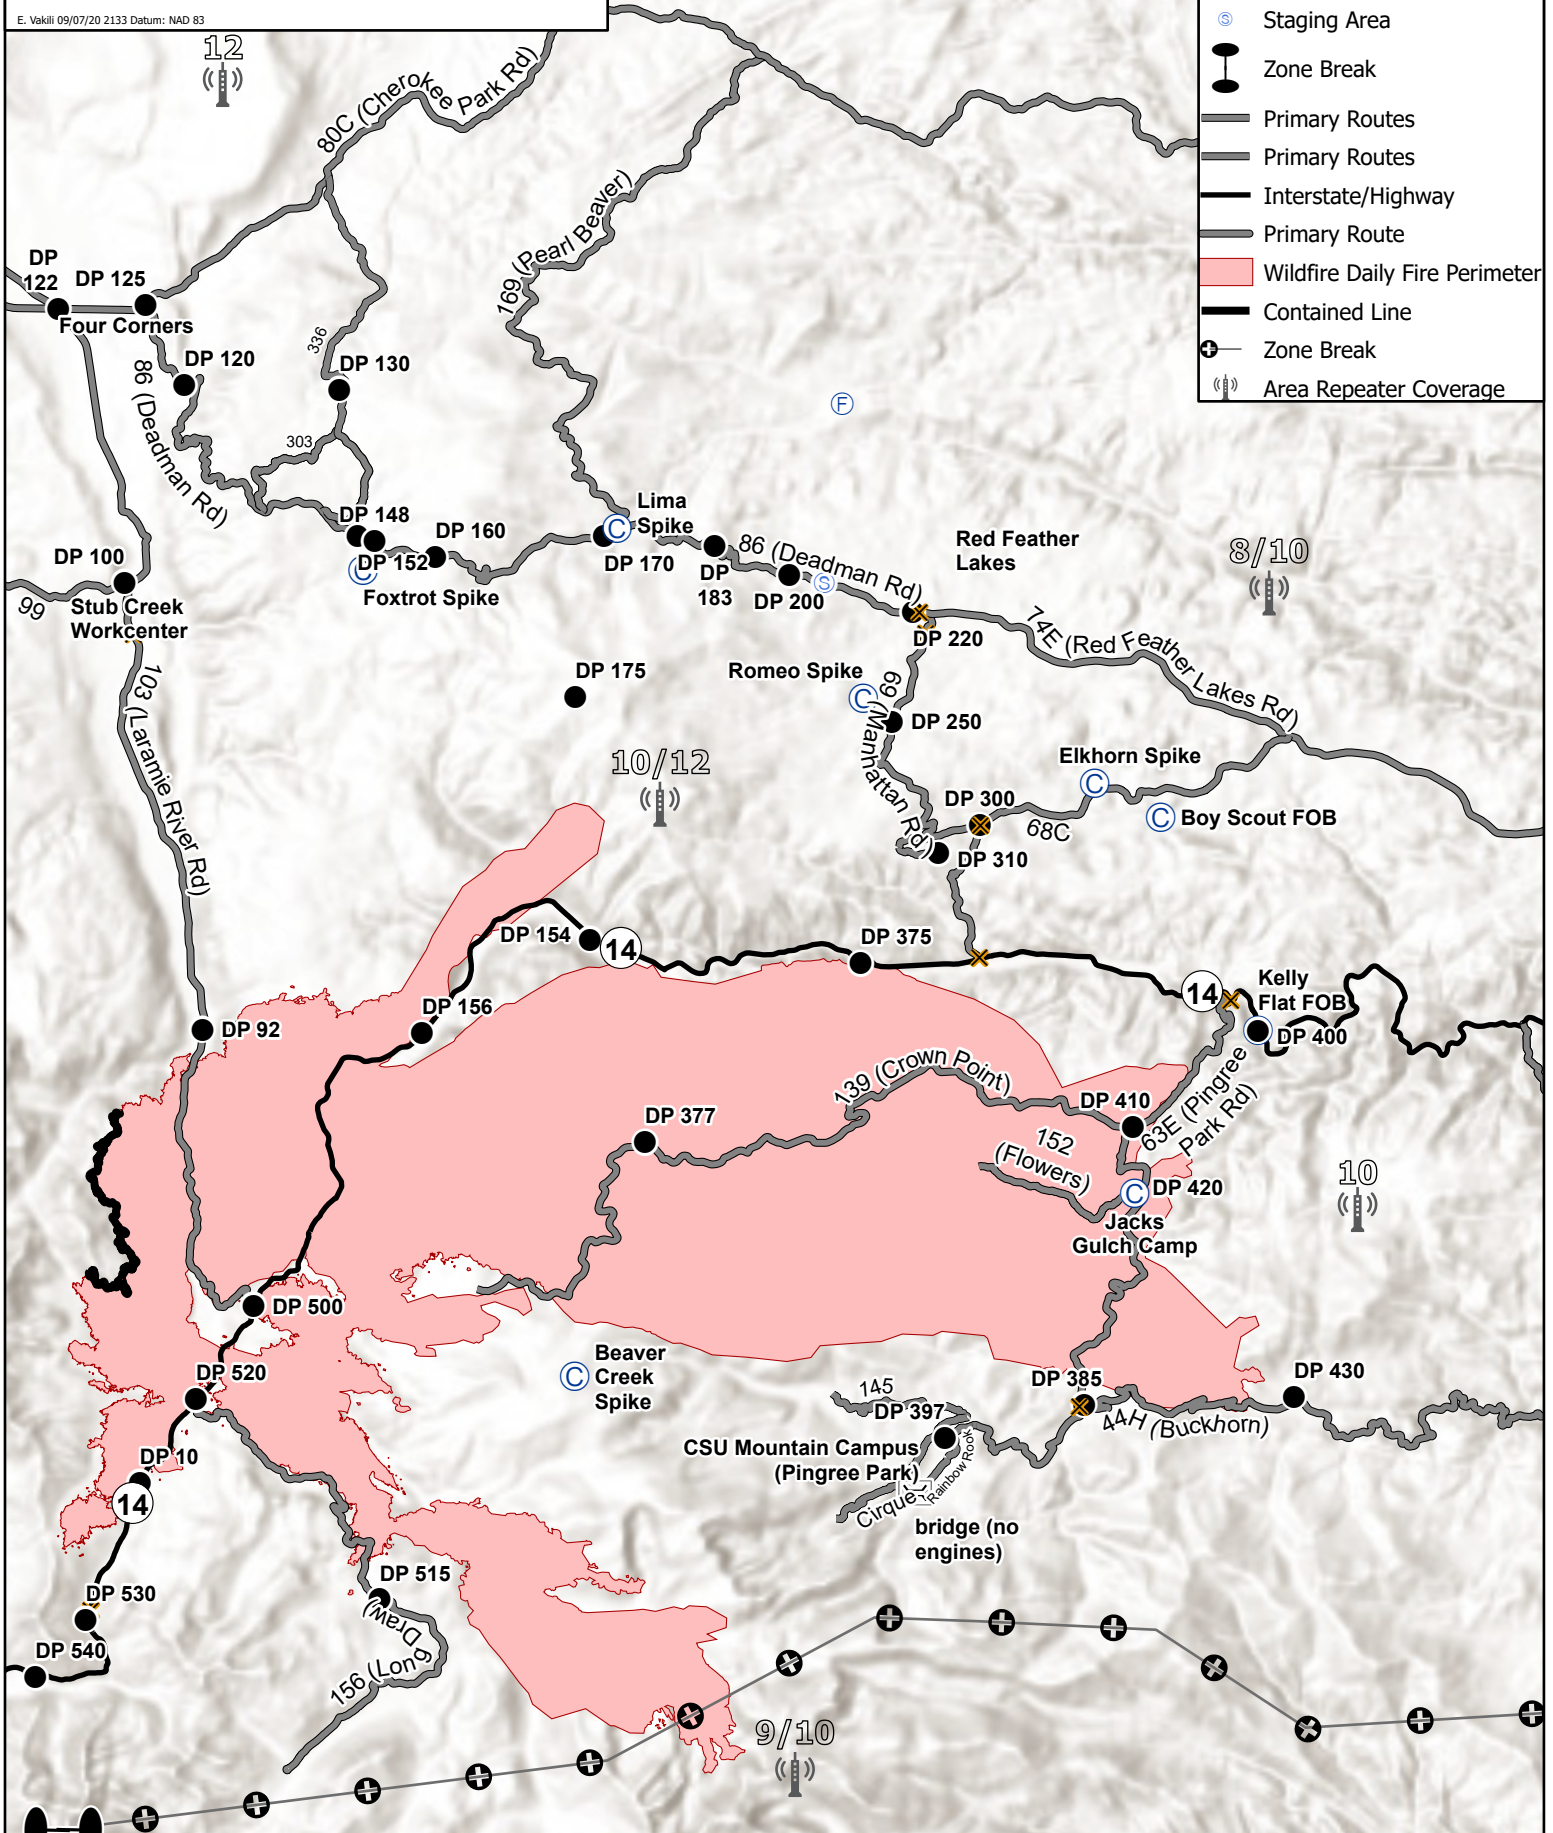 E. Vakili 09/07/20 2133 Datum: NAD 83
S
Staging Area
Zone Break
Primary Routes
Primary Routes
Interstate/Highway
Primary Route
Wildfire Daily Fire Perimeter
Contained Line
Zone Break
Area Repeater Coverage
12
80C (Cherokee Park Rd)
169 (Pearl Beaver)
DP
122
DP 125
Four Corners
DP 120
336
DP 130
86 (Deadman Rd)
303
F
DP 148
DP 152
DP 160
C
Foxtrot Spike
Lima
Spike
C
DP 170
DP
183
86 (Deadman Rd)
DP 200
S
Red Feather
Lakes
DP 220
8/10
74E (Red Feather Lakes Rd)
DP 100
99
Stub Creek
Workcenter
103 (Laramie River Rd)
DP 175
Romeo Spike
C
69 (Manhattan Rd)
DP 250
10/12
Elkhorn Spike
C
DP 300
68C
C
Boy Scout FOB
DP 310
DP 154
14
DP 375
14
Kelly
Flat FOB
DP 400
DP 156
DP 92
139 (Crown Point)
DP 377
DP 410
63E (Pingree
Park Rd)
152
(Flowers)
C
DP 420
Jacks
Gulch Camp
10
DP 500
Beaver
Creek
Spike
C
DP 520
DP 385
DP 430
145
DP 397
44H (Buckhorn)
CSU Mountain Campus
(Pingree Park)
Cirque
Rainbow Rook
bridge (no
engines)
DP 10
14
DP 515
DP 530
DP 540
156 (Long Draw)
9/10